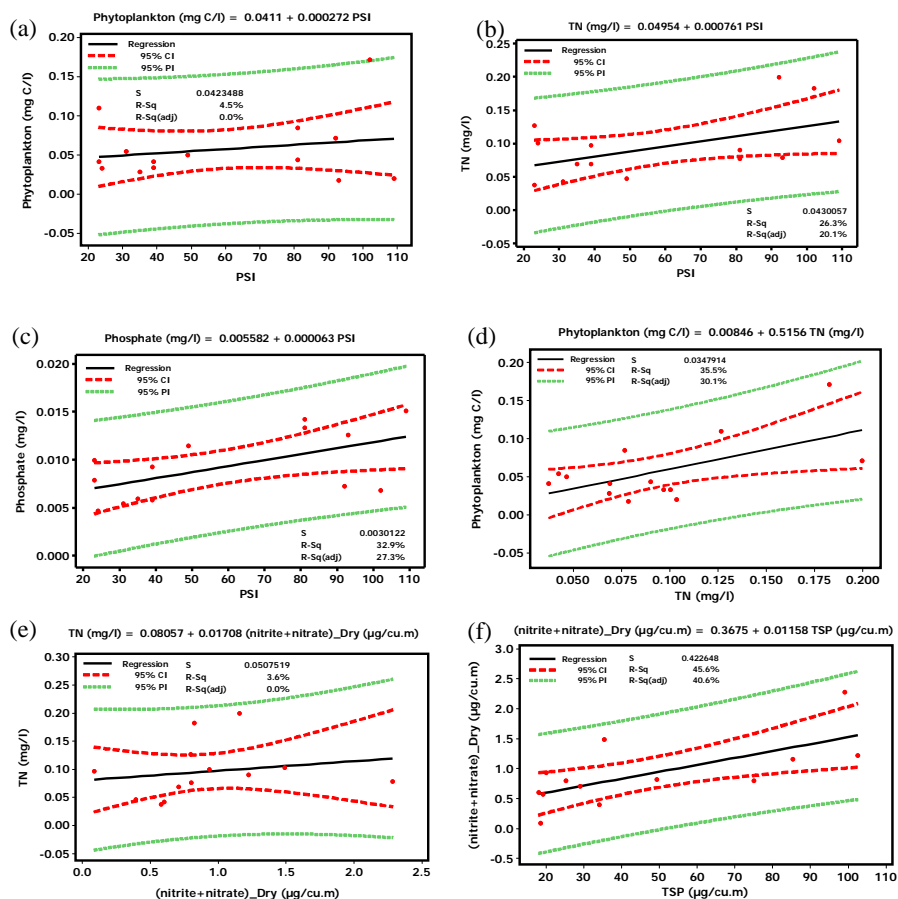 (a)
Phytoplankton (mg C/l) = 0.0411 + 0.000272 PSI
Regression
95% CI
95% PI
S 0.0423488
R-Sq 4.5%
R-Sq(adj) 0.0%
0.20
0.15
0.10
0.05
0.00
-0.05
Phytoplankton (mg C/l)
20 30 40 50 60 70 80 90 100 110
PSI
(b)
TN (mg/l) = 0.04954 + 0.000761 PSI
Regression
95% CI
95% PI
0.25
0.20
0.15
0.10
0.05
0.00
-0.05
TN (mg/l)
S 0.0430057
R-Sq 26.3%
R-Sq(adj) 20.1%
20 30 40 50 60 70 80 90 100 110
PSI
(c)
Phosphate (mg/l) = 0.005582 + 0.000063 PSI
Regression
95% CI
95% PI
0.020
0.015
0.010
0.005
0.000
Phosphate (mg/l)
S 0.0030122
R-Sq 32.9%
R-Sq(adj) 27.3%
20 30 40 50 60 70 80 90 100 110
PSI
(d)
Phytoplankton (mg C/l) = 0.00846 + 0.5156 TN (mg/l)
Regression
95% CI
95% PI
S 0.0347914
R-Sq 35.5%
R-Sq(adj) 30.1%
0.20
0.15
0.10
0.05
0.00
-0.05
Phytoplankton (mg C/l)
0.050 0.075 0.100 0.125 0.150 0.175 0.200
TN (mg/l)
(e)
TN (mg/l) = 0.08057 + 0.01708 (nitrite+nitrate)_Dry (µg/cu.m)
Regression
95% CI
95% PI
S 0.0507519
R-Sq 3.6%
R-Sq(adj) 0.0%
0.30
0.25
0.20
0.15
0.10
0.05
0.00
-0.05
TN (mg/l)
0.0 0.5 1.0 1.5 2.0 2.5
(nitrite+nitrate)_Dry (µg/cu.m)
(f)
(nitrite+nitrate)_Dry (µg/cu.m) = 0.3675 + 0.01158 TSP (µg/cu.m)
Regression
95% CI
95% PI
S 0.422648
R-Sq 45.6%
R-Sq(adj) 40.6%
3.0
2.5
2.0
1.5
1.0
0.5
0.0
-0.5
(nitrite+nitrate)_Dry (µg/cu.m)
20 30 40 50 60 70 80 90 100 110
TSP (µg/cu.m)